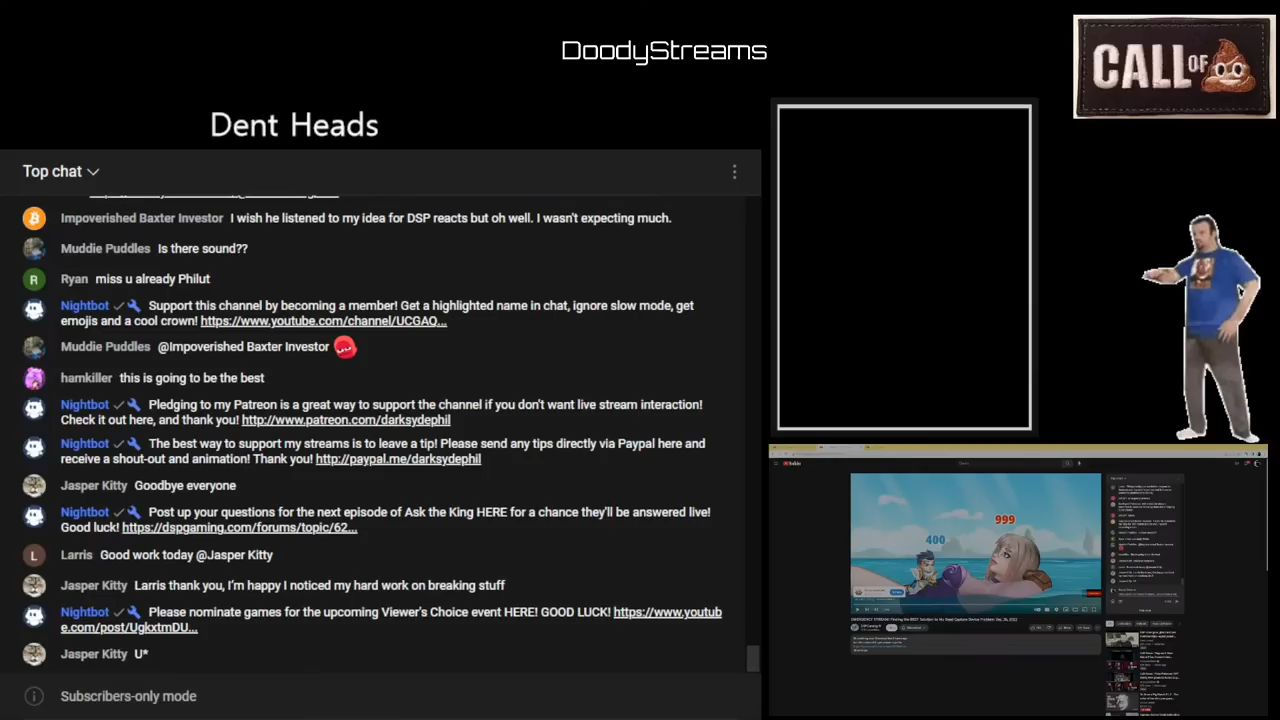 DoodyStreams
CALL OF
Dent Heads
Top chat
Impoverished Baxter Investor I wish he listened to my idea for DSP reacts but oh well. I wasn't expecting much.
Muddie Puddles Is there sound??
Ryan miss u already Philut
Nightbot Support this channel by becoming a member! Get a highlighted name in chat, ignore slow mode, get
emojis and a cool crown! https://www.youtube.com/channel/UCGAO...
Muddie Puddles @Impoverished Baxter Investor
hamkiller this is going to be the best
Nightbot Pledging to my Patreon is a great way to support the channel if you don't want live stream interaction!
Check it out here, and thank you! http://www.patreon.com/darksydephil
Nightbot The best way to support my streams is to leave a tip! Please send any tips directly via Paypal here and
receive a shout-out and animation! Thank you! http://paypal.me/darksydephil
Jasper Kitty Goodbye everyone
Nightbot Post all of your questions for the next episode of Ask the King HERE for a chance they'll be answered live!
Good luck! https://dspgaming.com/forums/topic/62...
L Larris Good work today @Jasper Kitty
Jasper Kitty Larris thank you, I'm happy I noticed my hard work on spamming stuff
Nightbot Please nominate games for the upcoming Viewer's Choice event HERE! GOOD LUCK! https://www.youtub
e.com/post/UgkobnDU...
Jasper Kitty U*
Subscribers-only mode
999
400